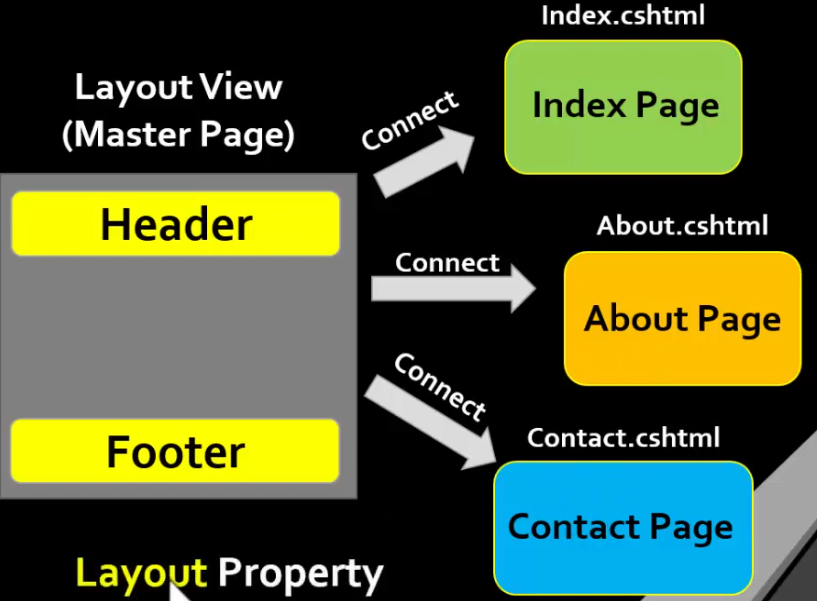 Layout View
(Master Page)
Header
Footer
Layout Property
Connect
Connect
Connect
Index.cshtml
Index Page
About.cshtml
About Page
Contact.cshtml
Contact Page